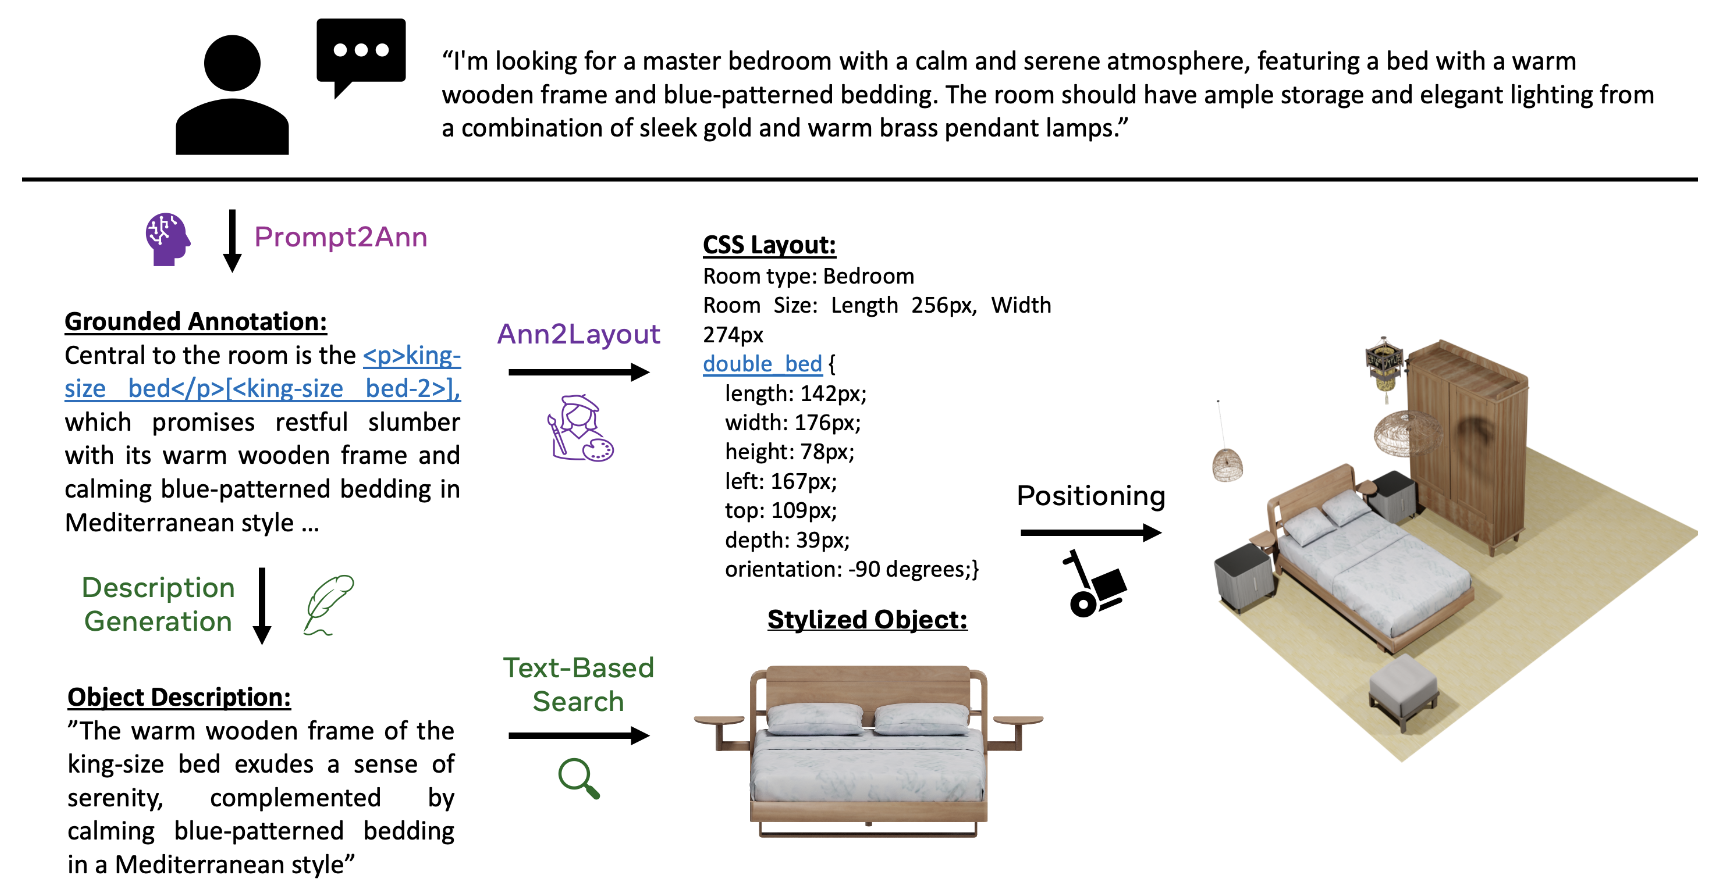 “I'm looking for a master bedroom with a calm and serene atmosphere, featuring a bed with a warm
wooden frame and blue-patterned bedding. The room should have ample storage and elegant lighting from
a combination of sleek gold and warm brass pendant lamps.”
Prompt2Ann
Grounded Annotation:
Central to the room is the <p>king-
size bed</p>[<king-size bed-2>],
which promises restful slumber
with its warm wooden frame and
calming blue-patterned bedding in
Mediterranean style ...
Description
Generation
Object Description:
”The warm wooden frame of the
king-size bed exudes a sense of
serenity, complemented by
calming blue-patterned bedding
in a Mediterranean style”
Ann2Layout
Text-Based
Search
CSS Layout:
Room type: Bedroom
Room Size: Length 256px, Width
274px
double_bed {
length: 142px;
width: 176px;
height: 78px;
left: 167px;
top: 109px;
depth: 39px;
orientation: -90 degrees;}
Stylized Object:
Positioning